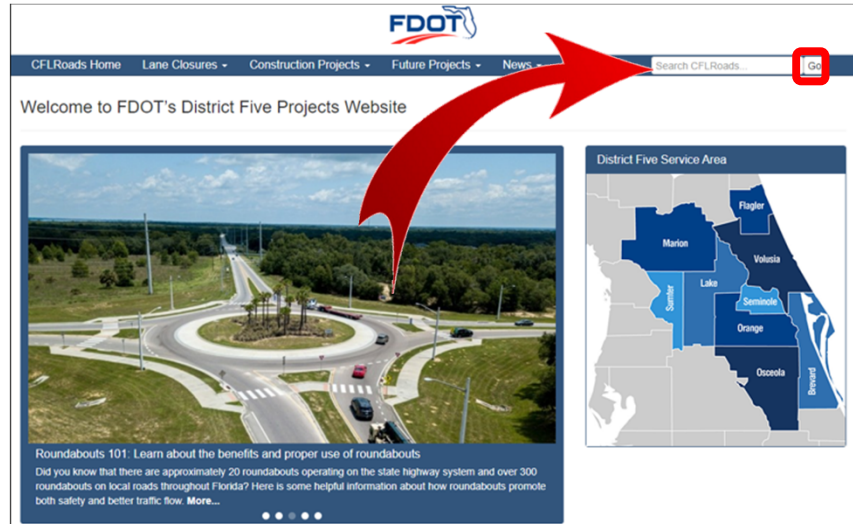 FDOT
CFLRoads Home Lane Closures Construction Projects Future Projects News Search CFLRoads... Go
Welcome to FDOT's District Five Projects Website
District Five Service Area
Flagler
Marion
Volusia
Lake
Sumter
Seminole
Orange
Osceola
Brevard
Roundabouts 101: Learn about the benefits and proper use of roundabouts
Did you know that there are approximately 20 roundabouts operating on the state highway system and over 300
roundabouts on local roads throughout Florida? Here is some helpful information about how roundabouts promote
both safety and better traffic flow. More...